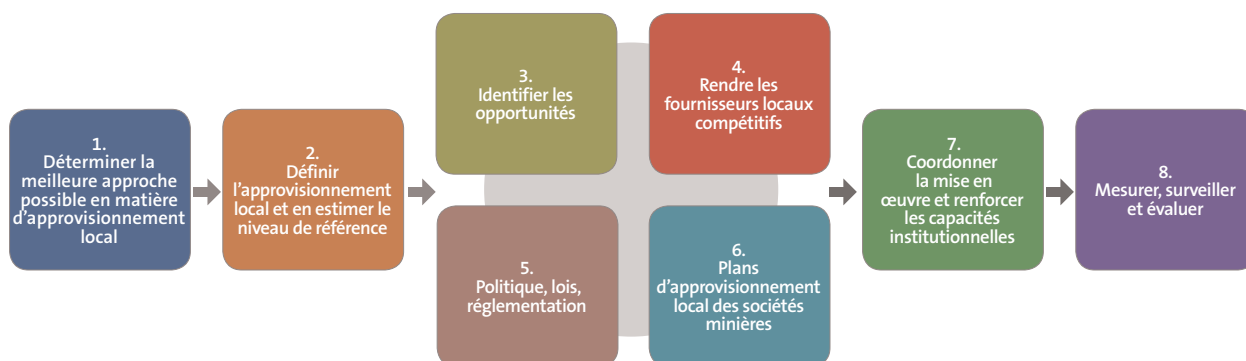 1.
Déterminer la
meilleure approche
possible en matière
d’approvisionnement
local
2.
Définir
l’approvisionnement
local et en estimer le
niveau de référence
3.
Identifier les
opportunités
4.
Rendre les
fournisseurs locaux
compétitifs
5.
Politique, lois,
réglementation
6.
Plans
d’approvisionnement
local des sociétés
minières
7.
Coordonner
la mise en
œuvre et renforcer
les capacités
institutionnelles
8.
Mesurer, surveiller
et évaluer